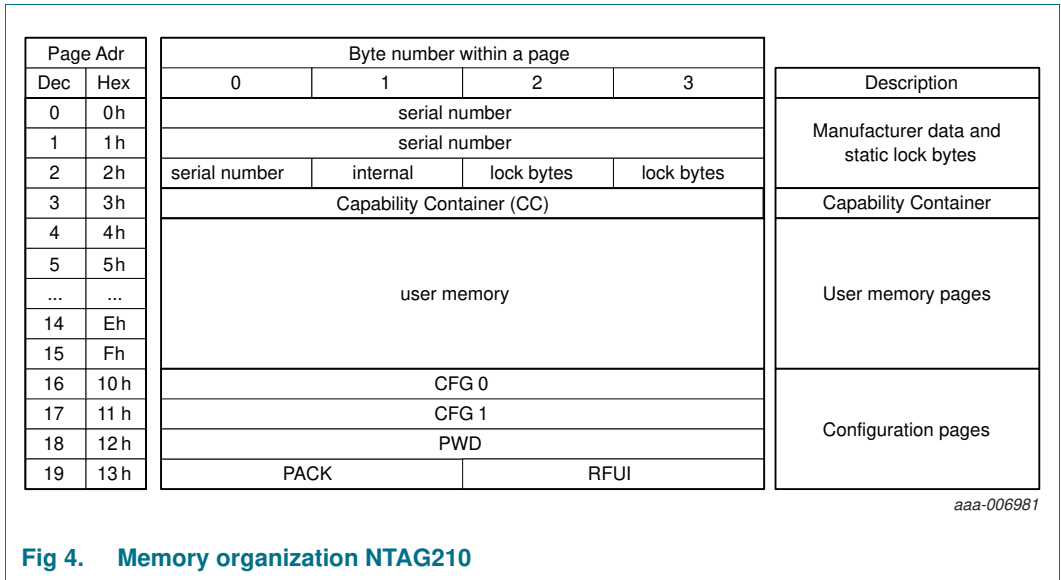 Page Adr Byte number within a page
Dec Hex 0 1 2 3 Description
0 0h serial number
1 1h serial number
Manufacturer data and
static lock bytes
2 2h serial number internal lock bytes lock bytes
3 3h Capability Container (CC) Capability Container
4 4h
5 5h
... ... user memory User memory pages
14 Eh
15 Fh
16 10h CFG 0
17 11h CFG 1
Configuration pages
18 12h PWD
19 13h PACK RFUI
aaa-006981
Fig 4. Memory organization NTAG210